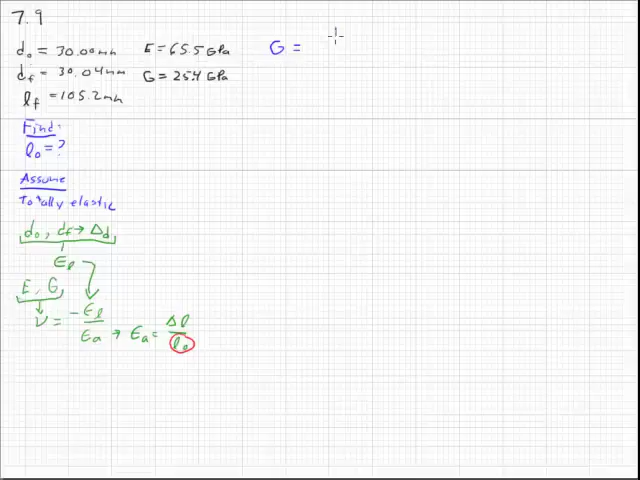 7.9
d₀ = 30.00mm E = 65.5 GPa G =
d_f = 30.04mm G = 25.4 GPa
l_f = 105.2mm
Find:
l₀ = ?
Assume
Totally elastic
d₀, d_f → Δd
ε_l
E, G
ν = -ε_l / ε_a → ε_a = Δl / l₀